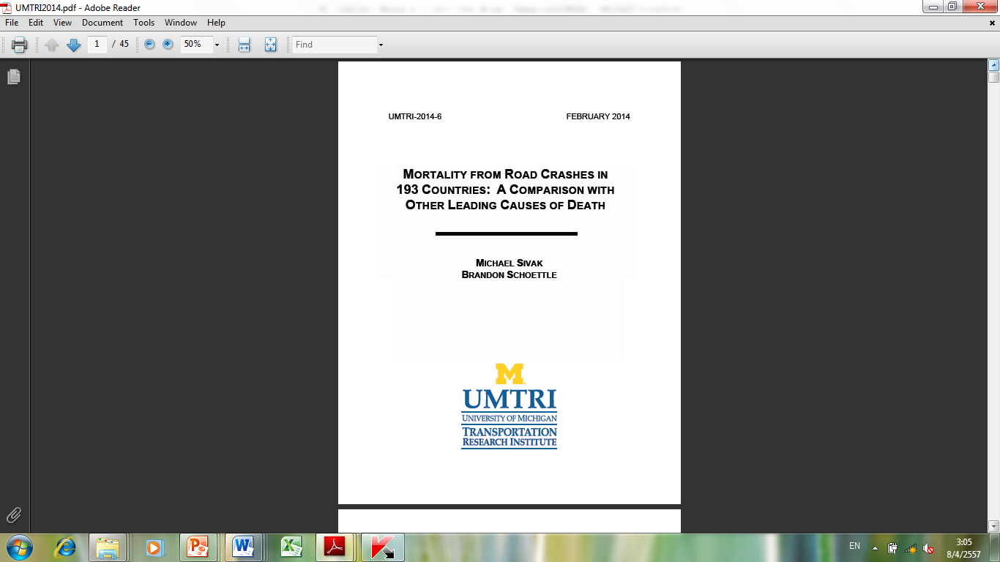 UMTRI2014.pdf - Adobe Reader
File Edit View Document Tools Window Help
1 / 45 50% Find
UMTRI-2014-6 FEBRUARY 2014
MORTALITY FROM ROAD CRASHES IN
193 COUNTRIES: A COMPARISON WITH
OTHER LEADING CAUSES OF DEATH
MICHAEL SIVAK
BRANDON SCHOETTLE
M
UMTRI
UNIVERSITY OF MICHIGAN
TRANSPORTATION
RESEARCH INSTITUTE
EN
3:05
8/4/2557